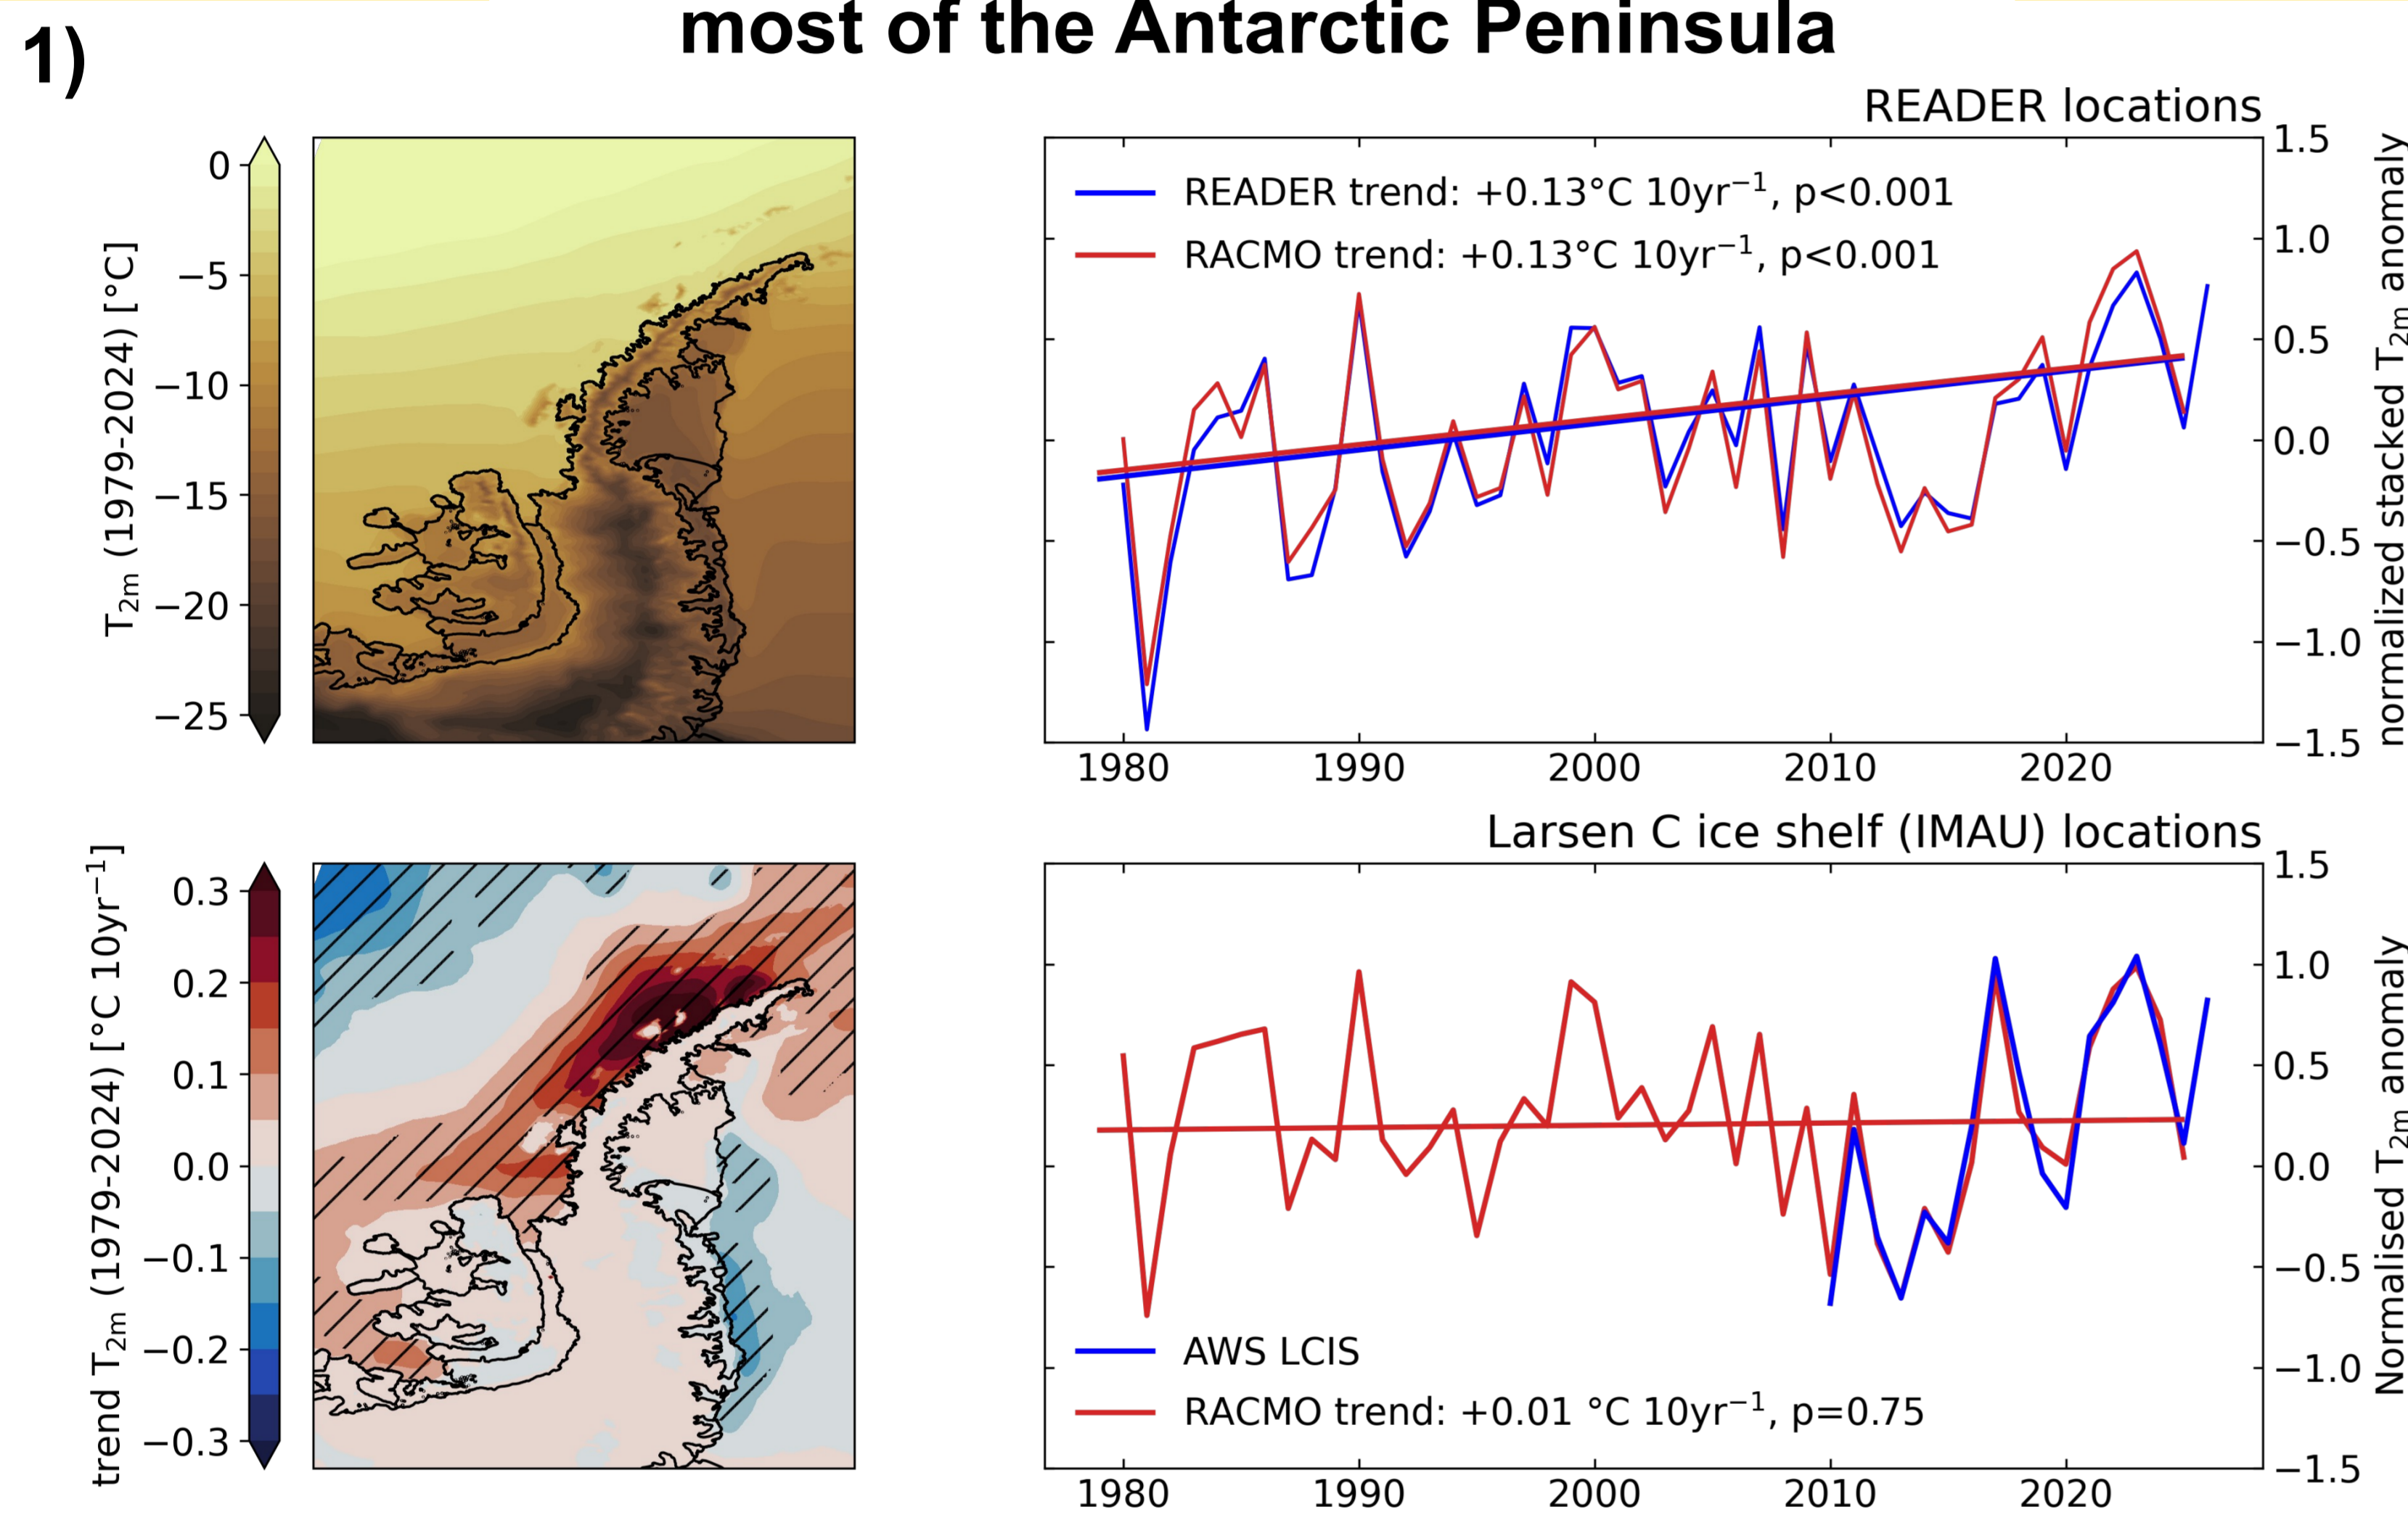 most of the Antarctic Peninsula
1)
T₂ₘ (1979-2024) [°C]
0
−5
−10
−15
−20
−25
READER locations
READER trend: +0.13°C 10yr⁻¹, p<0.001
RACMO trend: +0.13°C 10yr⁻¹, p<0.001
1.5
1.0
0.5
0.0
−0.5
−1.0
−1.5
normalized stacked T₂ₘ anomaly
1980 1990 2000 2010 2020
trend T₂ₘ (1979-2024) [°C 10yr⁻¹]
0.3
0.2
0.1
0.0
−0.1
−0.2
−0.3
Larsen C ice shelf (IMAU) locations
1.5
1.0
0.5
0.0
−0.5
−1.0
−1.5
Normalised T₂ₘ anomaly
AWS LCIS
RACMO trend: +0.01 °C 10yr⁻¹, p=0.75
1980 1990 2000 2010 2020